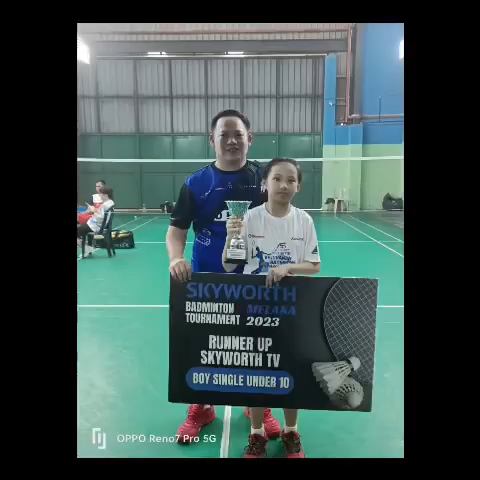 SKYWORTH
BADMINTON MELAKA
TOURNAMENT 2023
RUNNER UP
SKYWORTH TV
BOY SINGLE UNDER 10
OPPO Reno7 Pro 5G